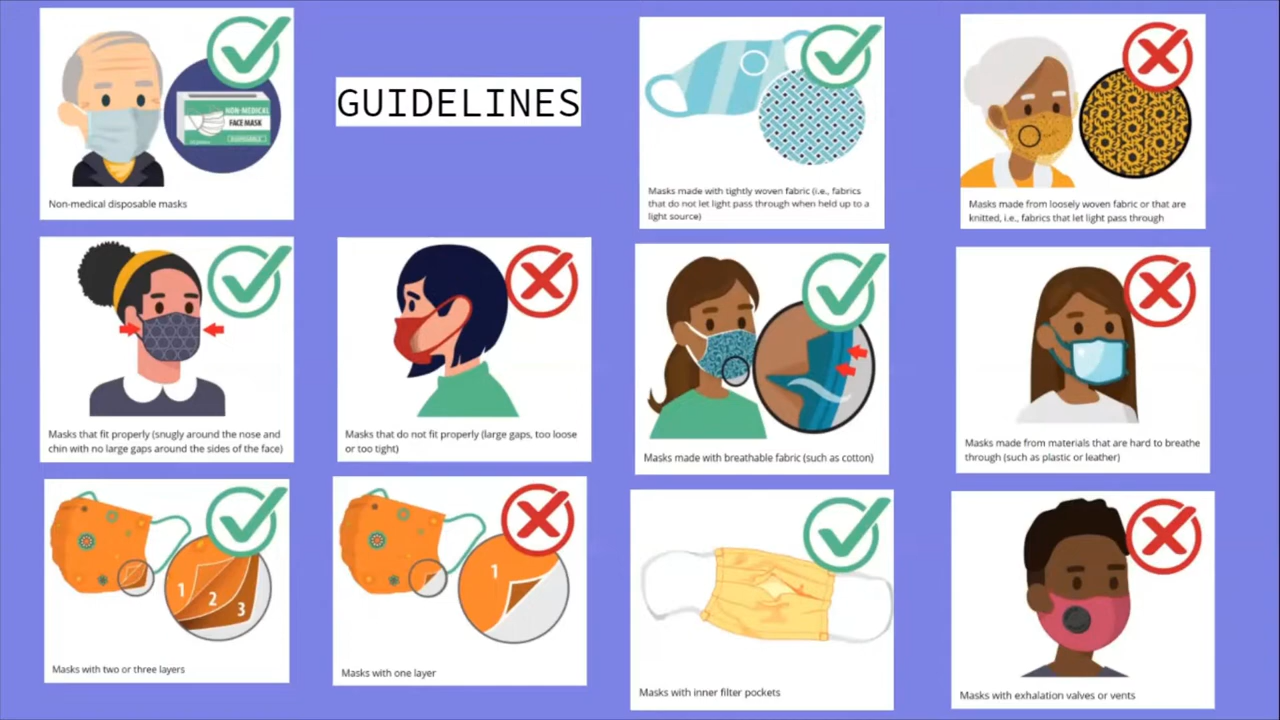 NON-MEDICAL
FACE MASK
DISPOSABLE
Non-medical disposable masks
GUIDELINES
Masks made with tightly woven fabric (i.e., fabrics
that do not let light pass through when held up to a
light source)
Masks made from loosely woven fabric or that are
knitted, i.e., fabrics that let light pass through
Masks that fit properly (snugly around the nose and
chin with no large gaps around the sides of the face)
Masks that do not fit properly (large gaps, too loose
or too tight)
Masks made with breathable fabric (such as cotton)
Masks made from materials that are hard to breathe
through (such as plastic or leather)
1
2
3
Masks with two or three layers
1
Masks with one layer
Masks with inner filter pockets
Masks with exhalation valves or vents